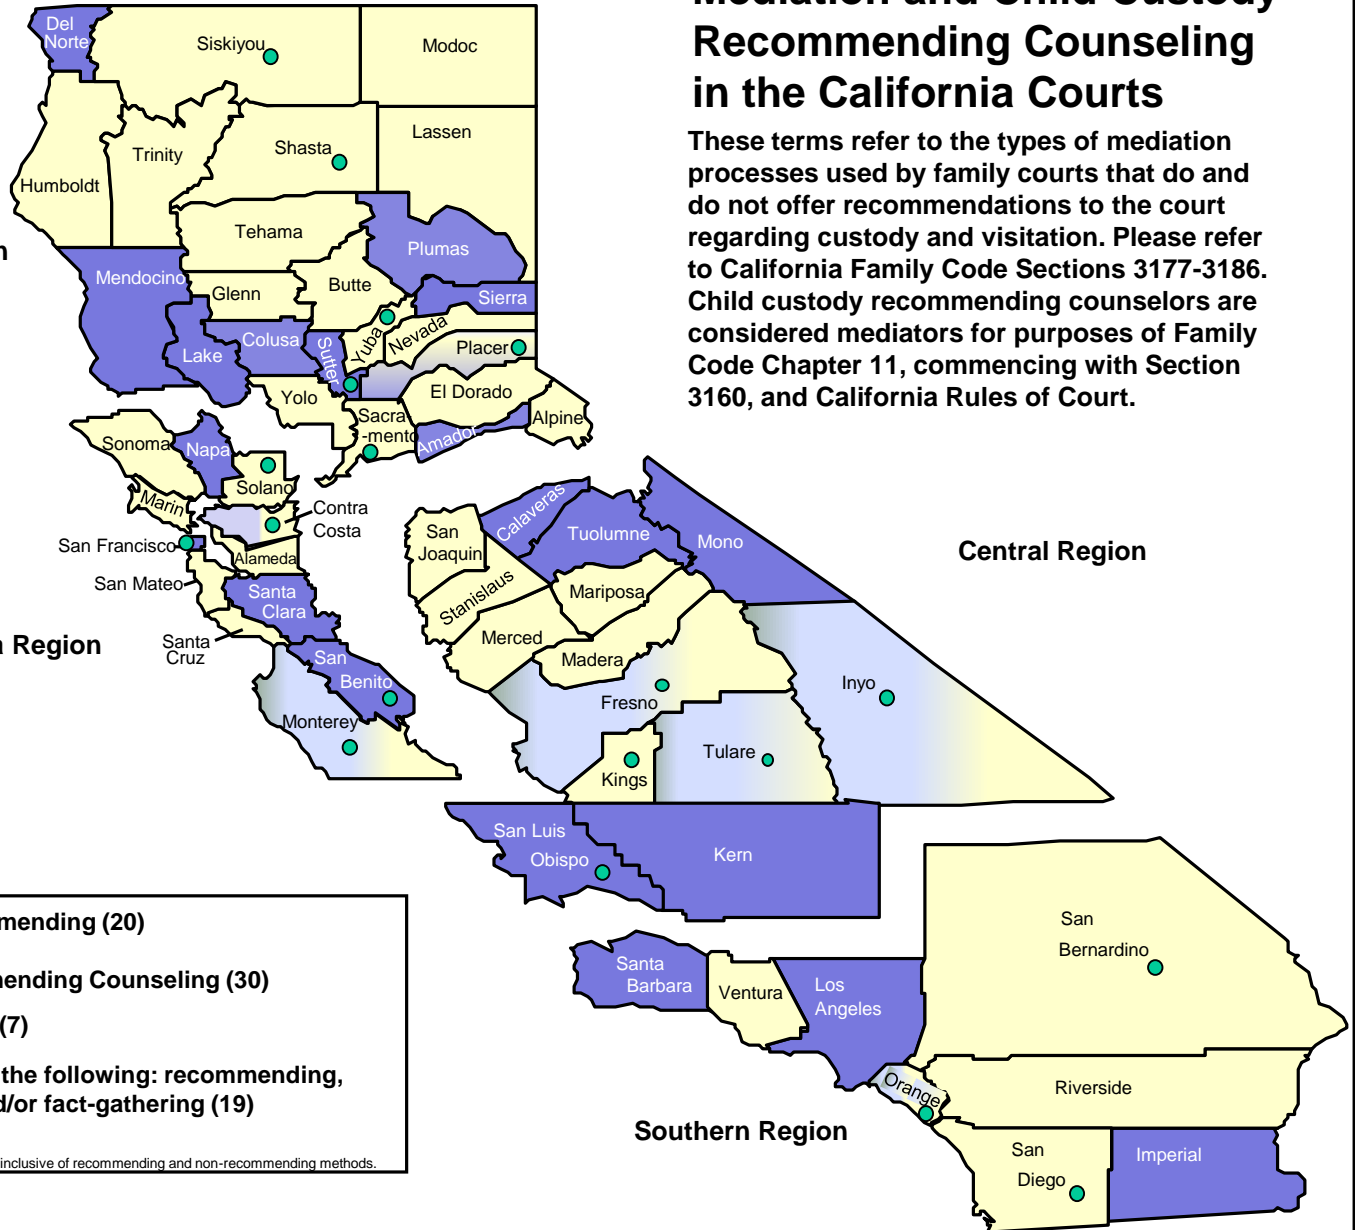 Mediation and Child Custody
Recommending Counseling
in the California Courts
These terms refer to the types of mediation
processes used by family courts that do and
do not offer recommendations to the court
regarding custody and visitation. Please refer
to California Family Code Sections 3177-3186.
Child custody recommending counselors are
considered mediators for purposes of Family
Code Chapter 11, commencing with Section
3160, and California Rules of Court.
Del
Norte
Siskiyou
Modoc
Lassen
Shasta
Trinity
Humboldt
Tehama
Plumas
Mendocino
Butte
Glenn
Sierra
Colusa
Sutter
Yuba
Nevada
Placer
Lake
Yolo
El Dorado
Sacra-
-mento
Amador
Alpine
Sonoma
Napa
Solano
Marin
Contra
Costa
San Francisco
Alameda
San Mateo
Santa
Clara
Santa
Cruz
San
Benito
Monterey
Region
San
Joaquin
Calaveras
Tuolumne
Mono
Central Region
Stanislaus
Mariposa
Merced
Madera
Fresno
Inyo
Tulare
Kings
San Luis
Obispo
Kern
Santa
Barbara
Ventura
Los
Angeles
San
Bernardino
Orange
Riverside
San
Diego
Imperial
Southern Region
mending (20)
ending Counseling (30)
(7)
the following: recommending,
d/or fact-gathering (19)
inclusive of recommending and non-recommending methods.